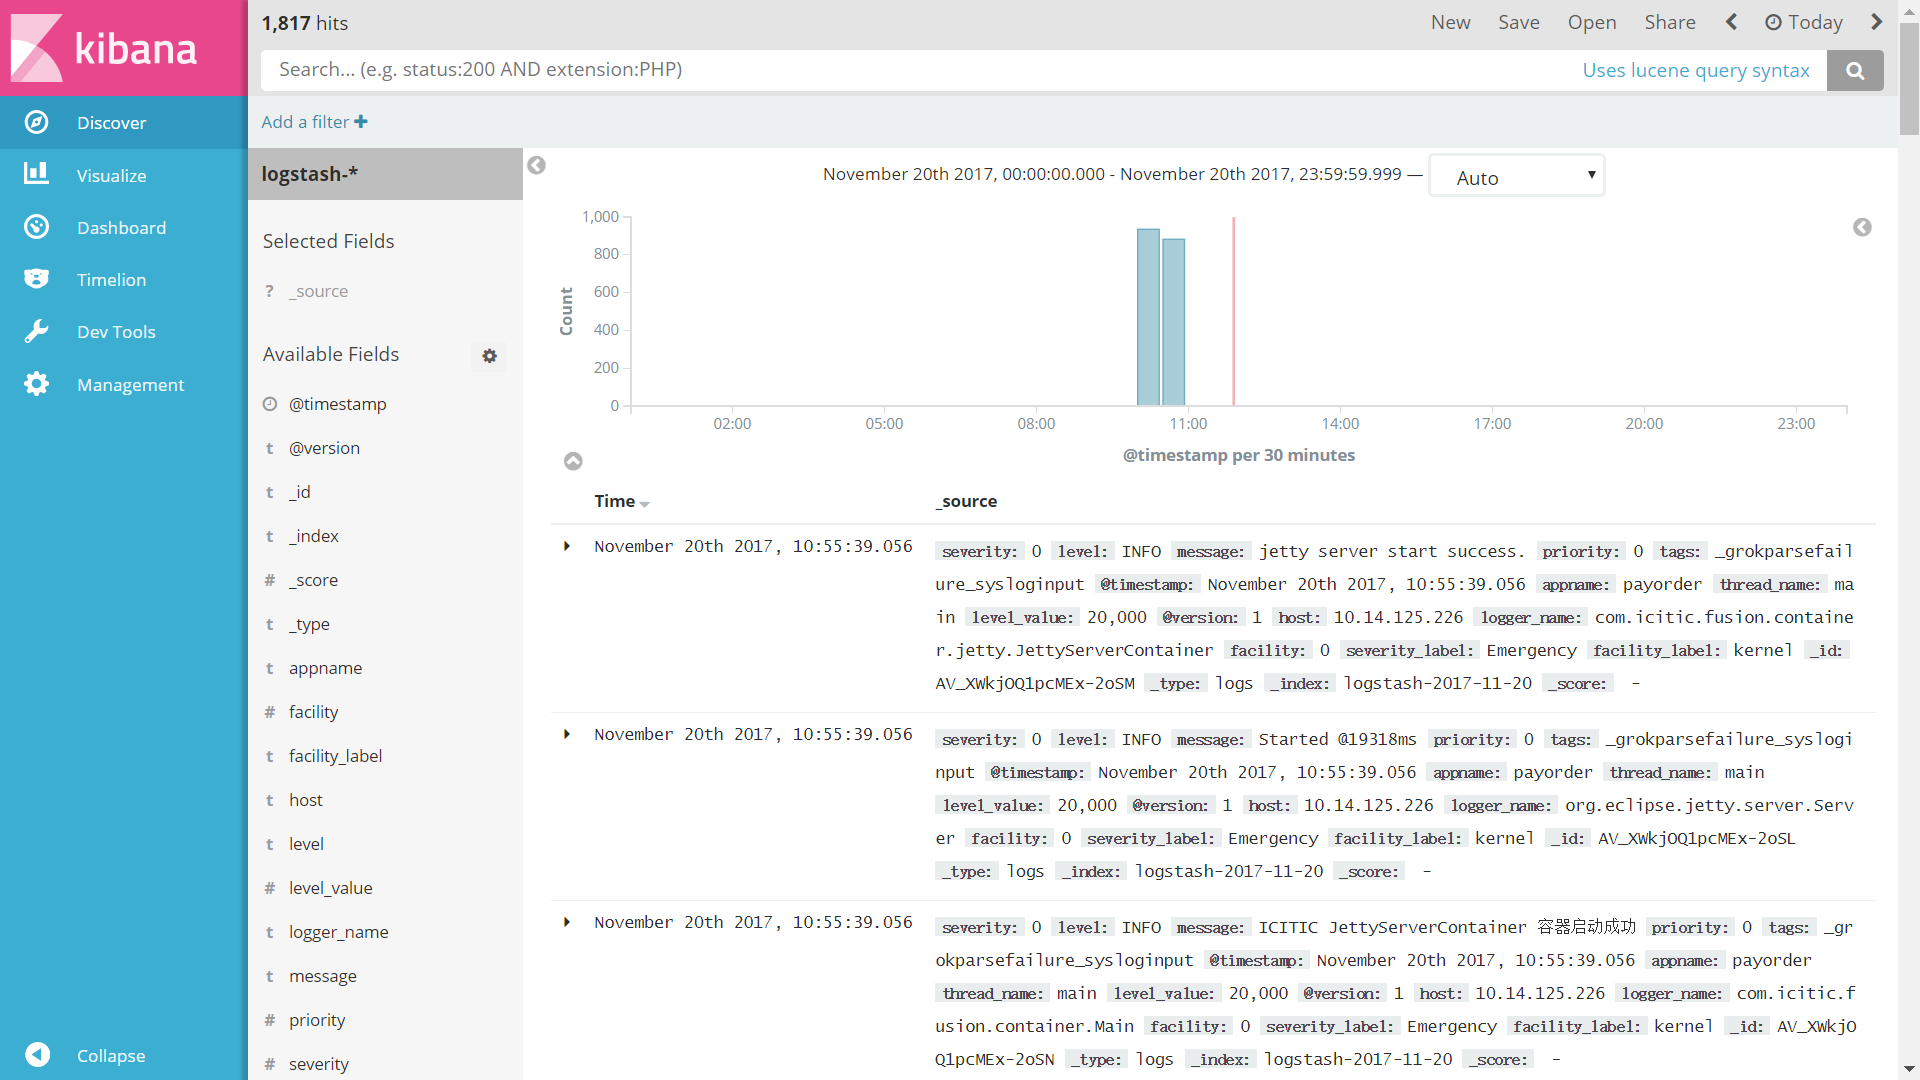 kibana
1,817 hits
New Save Open Share Today
Search... (e.g. status:200 AND extension:PHP) Uses lucene query syntax
Add a filter
Discover
Visualize
Dashboard
Timelion
Dev Tools
Management
Collapse
logstash-*
Selected Fields
? _source
Available Fields
@timestamp
t @version
t _id
t _index
# _score
t _type
t appname
# facility
t facility_label
t host
t level
# level_value
t logger_name
t message
# priority
# severity
November 20th 2017, 00:00:00.000 - November 20th 2017, 23:59:59.999 — Auto
1,000
800
600
400
200
0
Count
02:00 05:00 08:00 11:00 14:00 17:00 20:00 23:00
@timestamp per 30 minutes
Time _source
November 20th 2017, 10:55:39.056 severity: 0 level: INFO message: jetty server start success. priority: 0 tags: _grokparsefail
ure_sysloginput @timestamp: November 20th 2017, 10:55:39.056 appname: payorder thread_name: ma
in level_value: 20,000 @version: 1 host: 10.14.125.226 logger_name: com.icitic.fusion.containe
r.jetty.JettyServerContainer facility: 0 severity_label: Emergency facility_label: kernel _id:
AV_XWkjOQ1pcMEx-2oSM _type: logs _index: logstash-2017-11-20 _score: -
November 20th 2017, 10:55:39.056 severity: 0 level: INFO message: Started @19318ms priority: 0 tags: _grokparsefailure_syslogi
nput @timestamp: November 20th 2017, 10:55:39.056 appname: payorder thread_name: main
level_value: 20,000 @version: 1 host: 10.14.125.226 logger_name: org.eclipse.jetty.server.Serv
er facility: 0 severity_label: Emergency facility_label: kernel _id: AV_XWkjOQ1pcMEx-2oSL
_type: logs _index: logstash-2017-11-20 _score: -
November 20th 2017, 10:55:39.056 severity: 0 level: INFO message: ICITIC JettyServerContainer 容器启动成功 priority: 0 tags: _gr
okparsefailure_sysloginput @timestamp: November 20th 2017, 10:55:39.056 appname: payorder
thread_name: main level_value: 20,000 @version: 1 host: 10.14.125.226 logger_name: com.icitic.f
usion.container.Main facility: 0 severity_label: Emergency facility_label: kernel _id: AV_XWkjO
Q1pcMEx-2oSN _type: logs _index: logstash-2017-11-20 _score: -